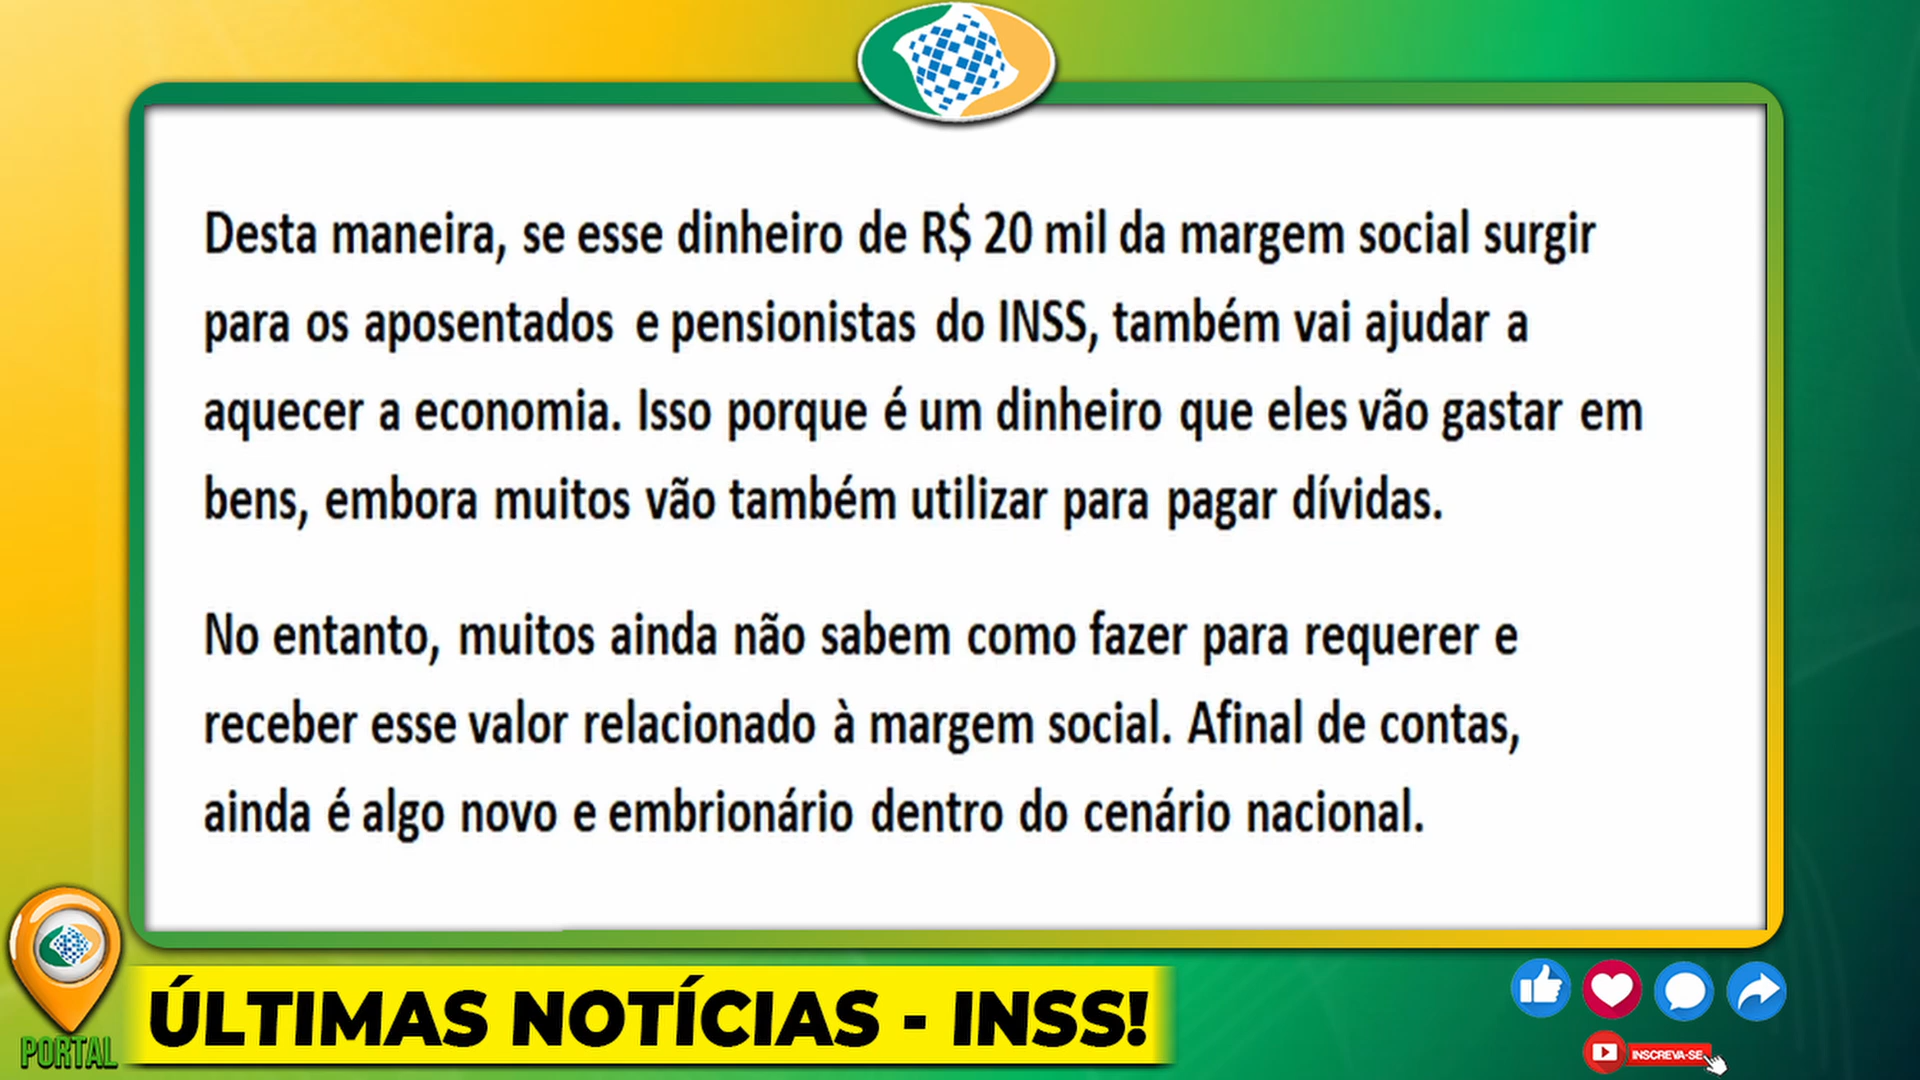 Desta maneira, se esse dinheiro de R$ 20 mil da margem social surgir
para os aposentados e pensionistas do INSS, também vai ajudar a
aquecer a economia. Isso porque é um dinheiro que eles vão gastar em
bens, embora muitos vão também utilizar para pagar dívidas.
No entanto, muitos ainda não sabem como fazer para requerer e
receber esse valor relacionado à margem social. Afinal de contas,
ainda é algo novo e embrionário dentro do cenário nacional.
ÚLTIMAS NOTÍCIAS - INSS!
PORTAL
INSCREVA-SE